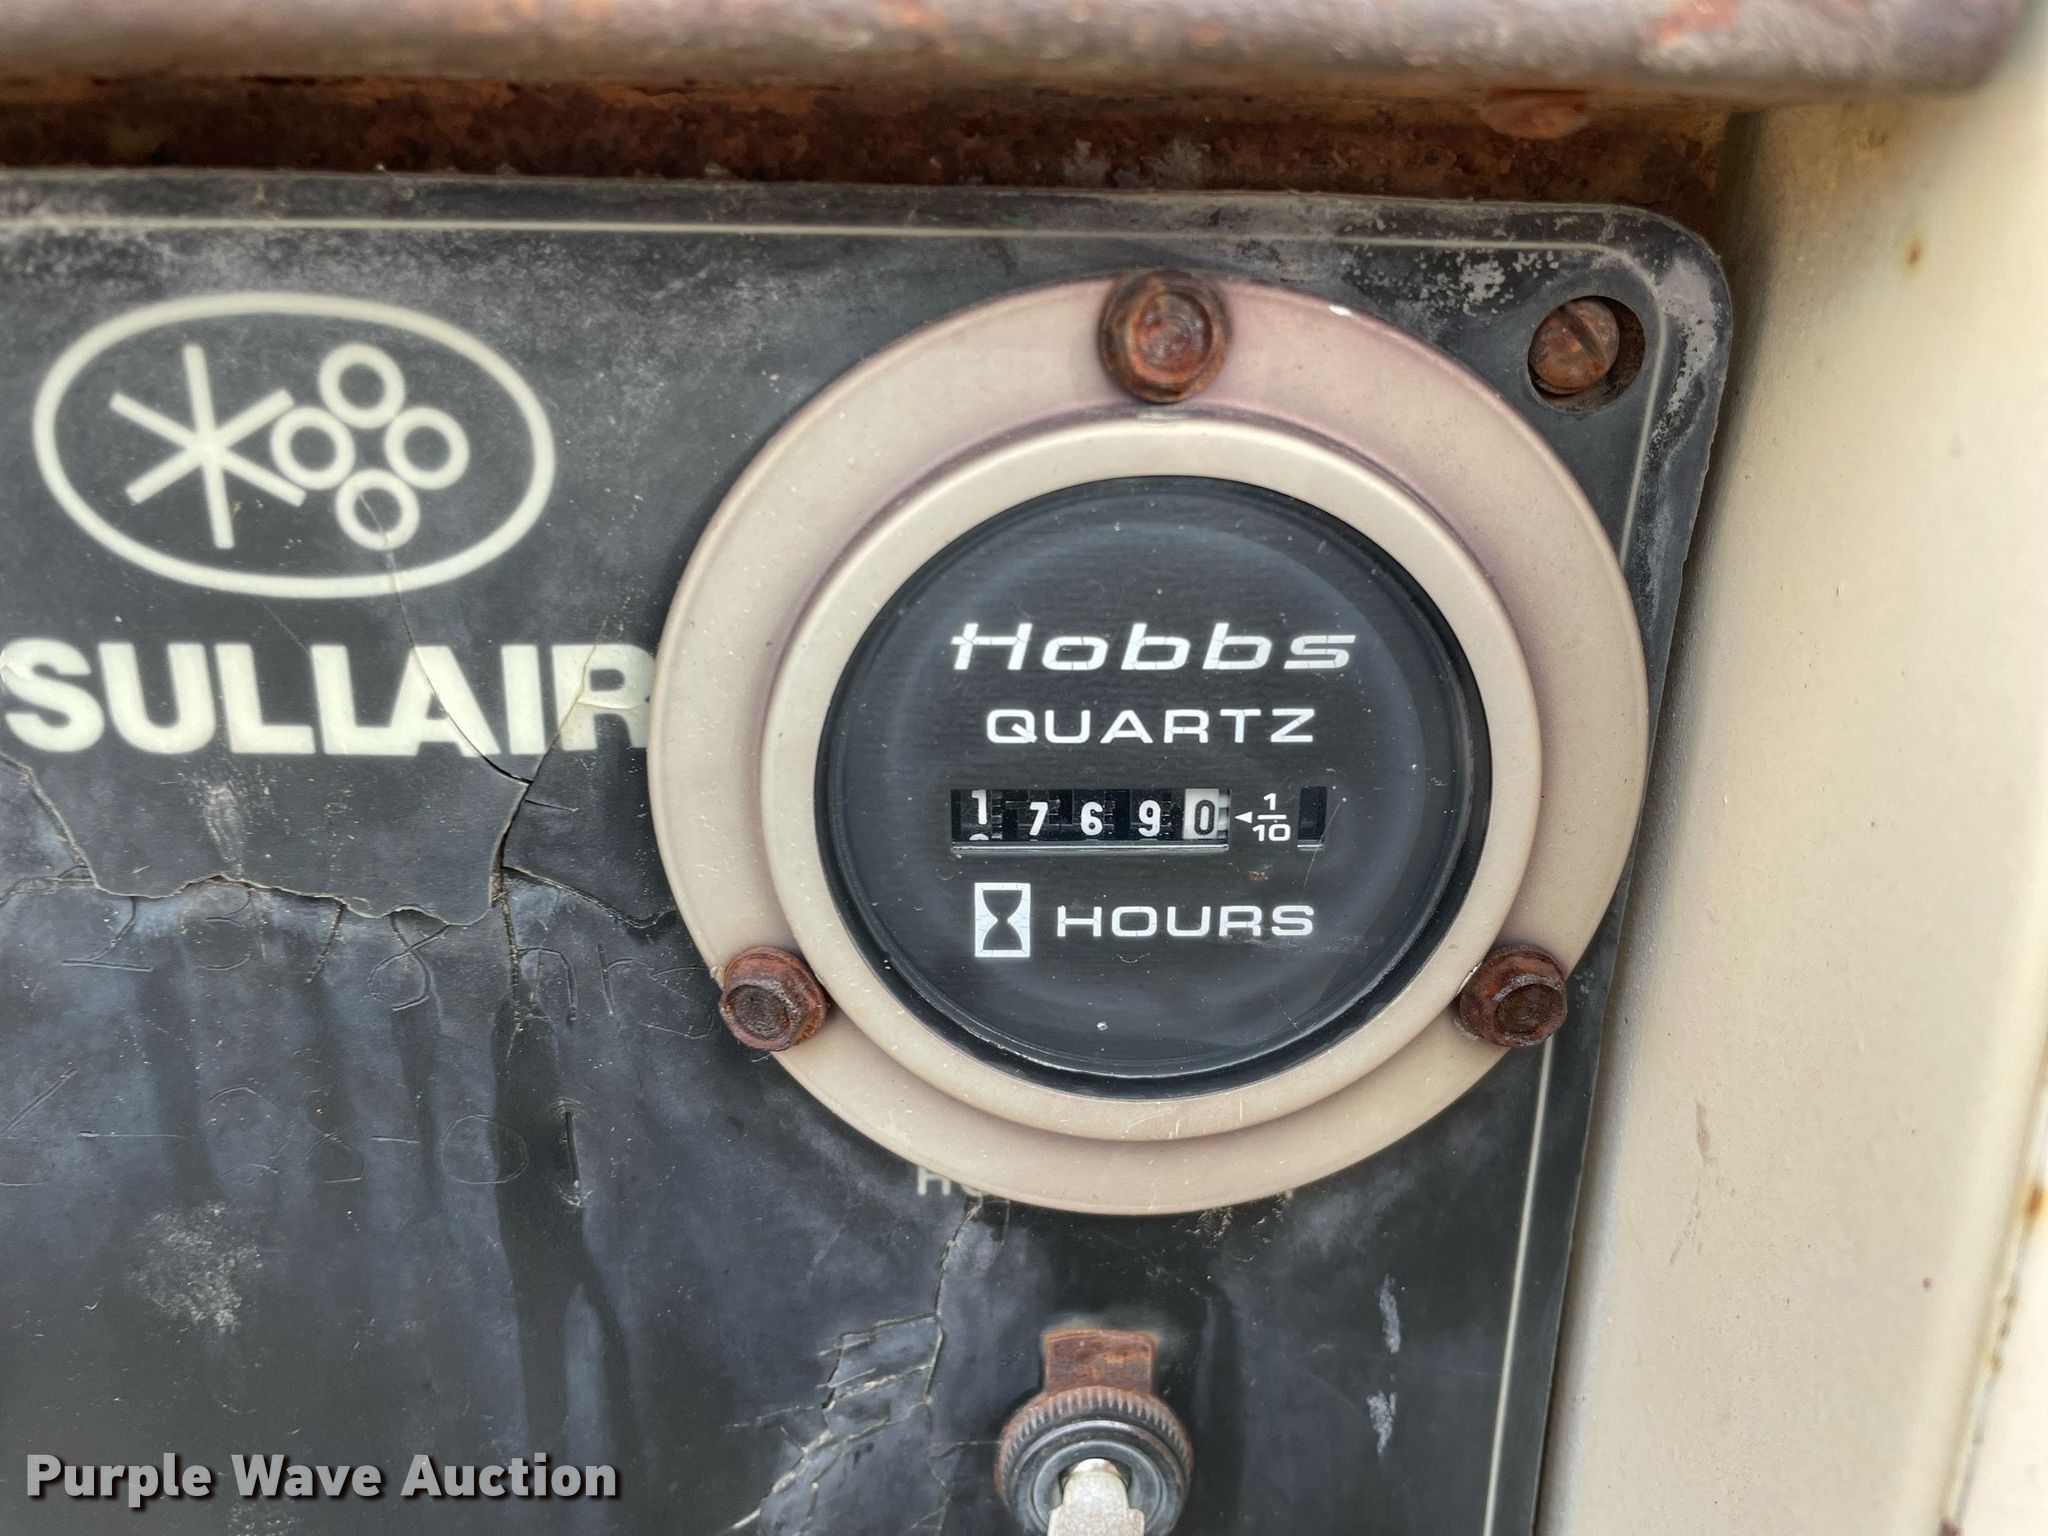 SULLAIR
Hobbs
QUARTZ
17690 ◄ 1/10
HOURS
Purple Wave Auction